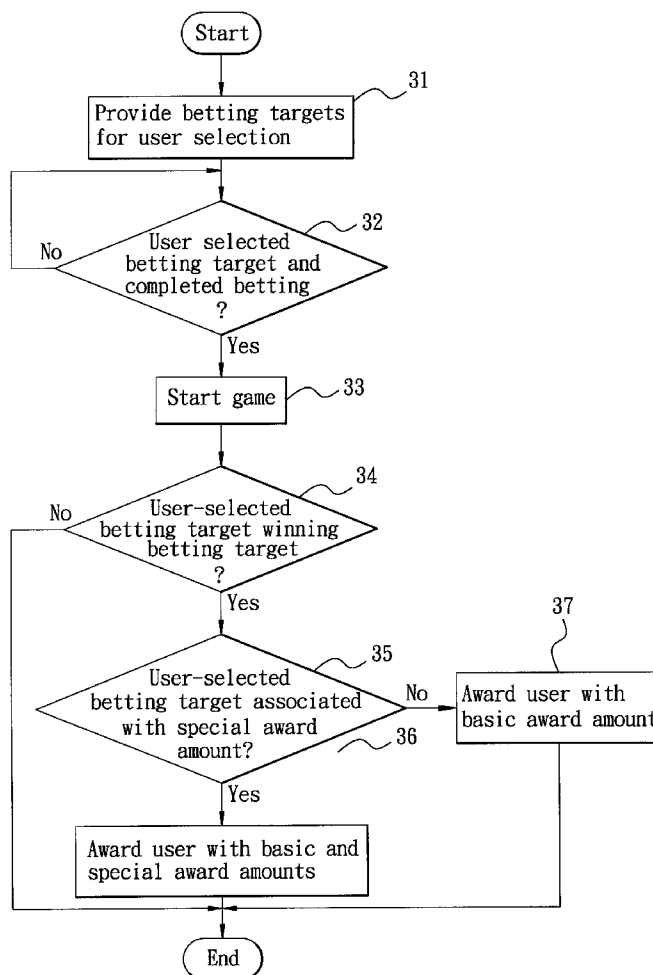 Start
31
Provide betting targets
for user selection
32
No
User selected
betting target and
completed betting
?
Yes
Start game
33
34
No
User-selected
betting target winning
betting target
?
Yes
35
37
User-selected
betting target associated
with special award
amount?
No
Award user with
basic award amount
36
Yes
Award user with basic and
special award amounts
End